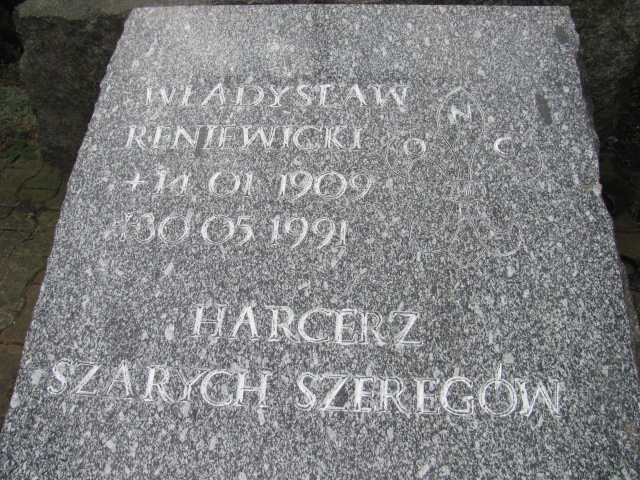 WŁADYSŁAW
RENIEWICKI
+14 01 1909
+30 05 1991
O N C
HARCERZ
SZARYCH SZEREGÓW